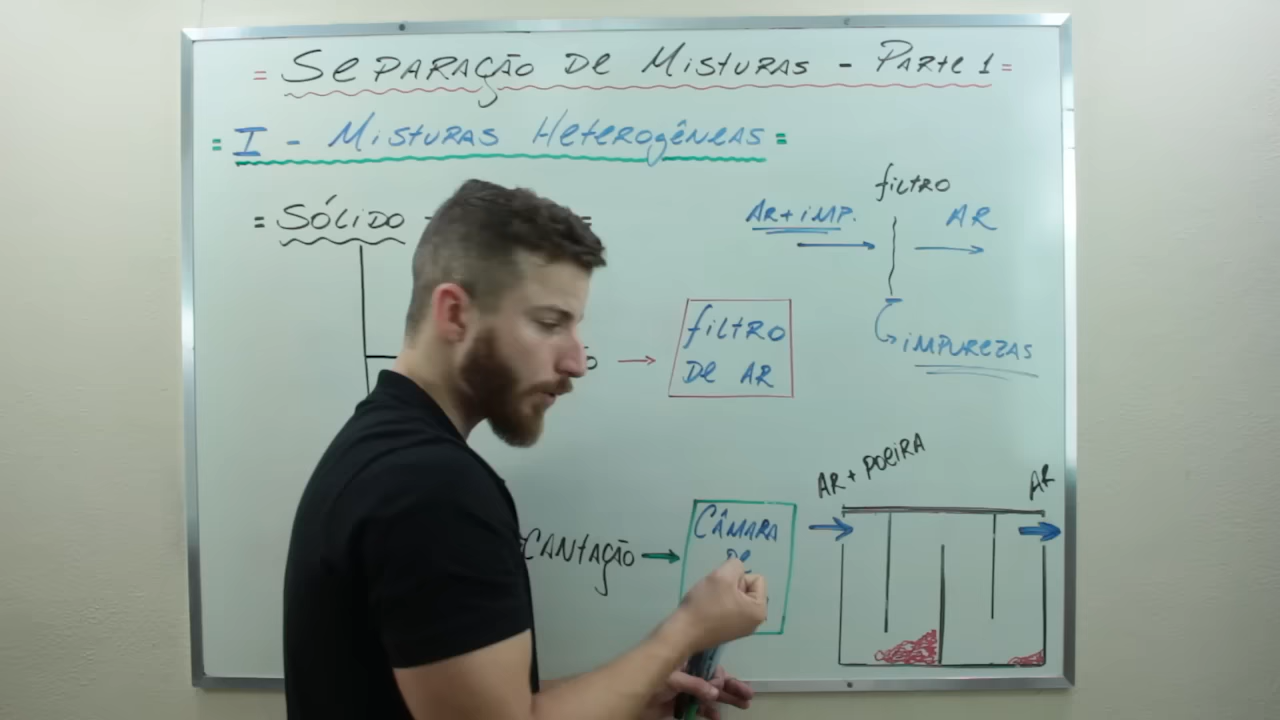 = Separação de Misturas - Parte 1 =
= I - Misturas Heterogêneas =
= Sólido
filtro
Ar + imp.
Ar
impurezas
filtro
de Ar
Ar + poeira
Ar
Câmara
de